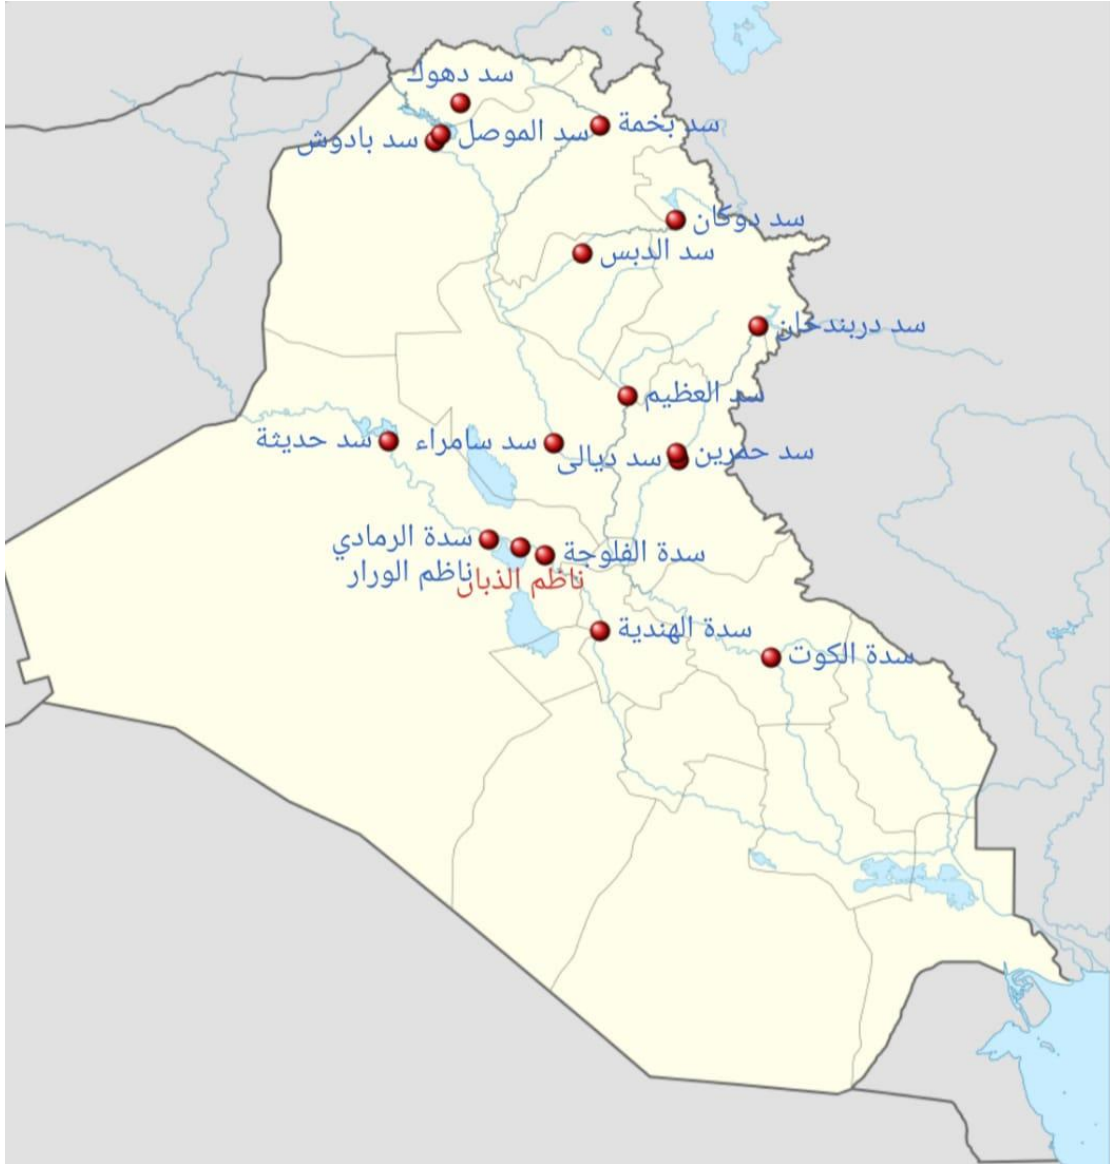 سد دهوك
سد بخمة
سد الموصل
سد بادوش
سد دوكان
سد الدبس
سد دربندخان
سد العظيم
سد سامراء
سد حديثة
سد حمرين
سد ديالى
سدة الرمادي
سدة الفلوجة
ناظم الورار
ناظم الذبان
سدة الهندية
سدة الكوت